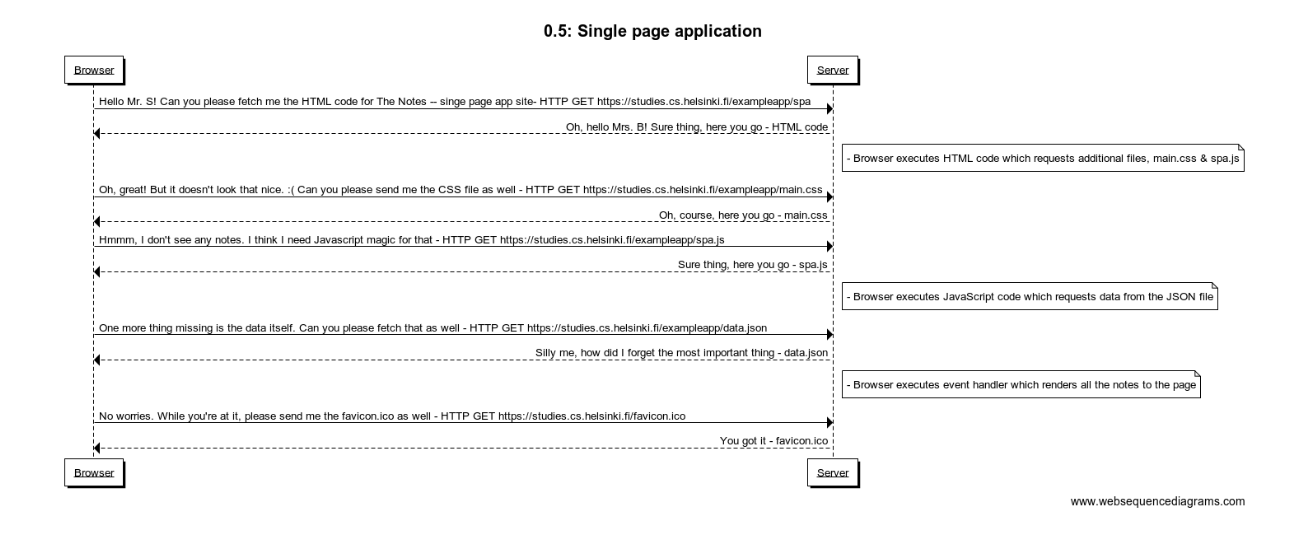 0.5: Single page application
Browser
Server
Hello Mr. S! Can you please fetch me the HTML code for The Notes -- singe page app site- HTTP GET https://studies.cs.helsinki.fi/exampleapp/spa
Oh, hello Mrs. B! Sure thing, here you go - HTML code
- Browser executes HTML code which requests additional files, main.css & spa.js
Oh, great! But it doesn't look that nice. :( Can you please send me the CSS file as well - HTTP GET https://studies.cs.helsinki.fi/exampleapp/main.css
Oh, course, here you go - main.css
Hmmm, I don't see any notes. I think I need Javascript magic for that - HTTP GET https://studies.cs.helsinki.fi/exampleapp/spa.js
Sure thing, here you go - spa.js
- Browser executes JavaScript code which requests data from the JSON file
One more thing missing is the data itself. Can you please fetch that as well - HTTP GET https://studies.cs.helsinki.fi/exampleapp/data.json
Silly me, how did I forget the most important thing - data.json
- Browser executes event handler which renders all the notes to the page
No worries. While you're at it, please send me the favicon.ico as well - HTTP GET https://studies.cs.helsinki.fi/favicon.ico
You got it - favicon.ico
Browser
Server
www.websequencediagrams.com